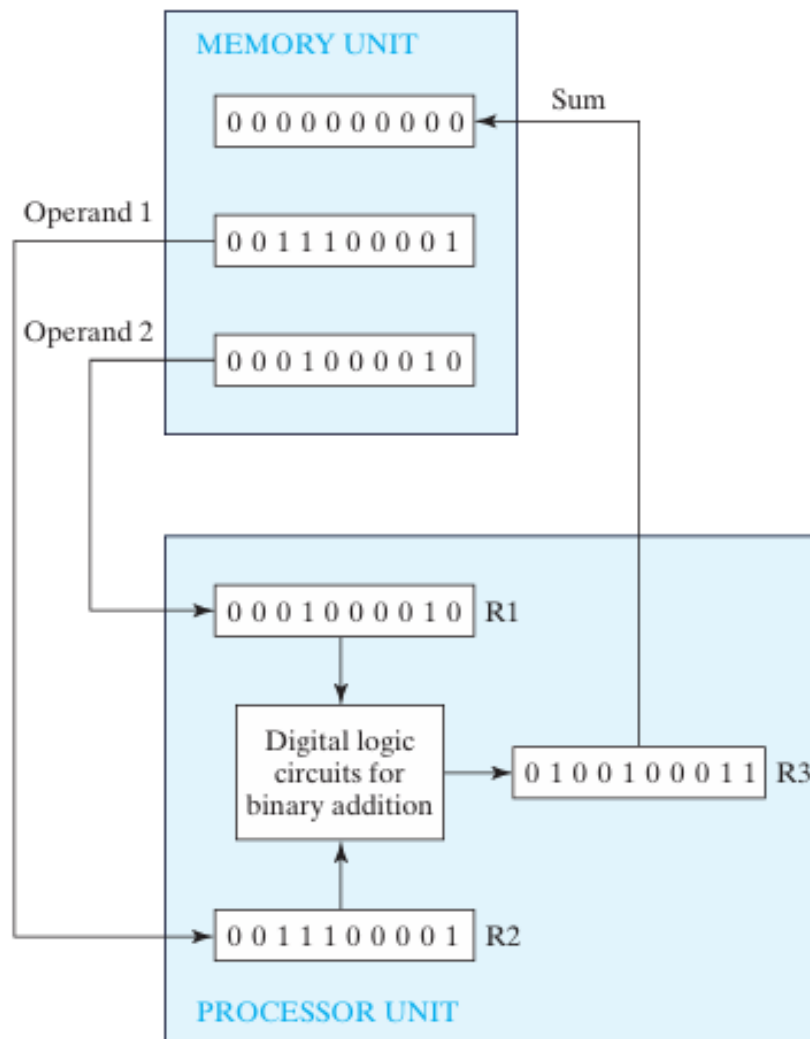 MEMORY UNIT
Sum
0 0 0 0 0 0 0 0 0 0
Operand 1
0 0 1 1 1 0 0 0 0 1
Operand 2
0 0 0 1 0 0 0 0 1 0
0 0 0 1 0 0 0 0 1 0 R1
Digital logic
circuits for
binary addition
0 1 0 0 1 0 0 0 1 1 R3
0 0 1 1 1 0 0 0 0 1 R2
PROCESSOR UNIT